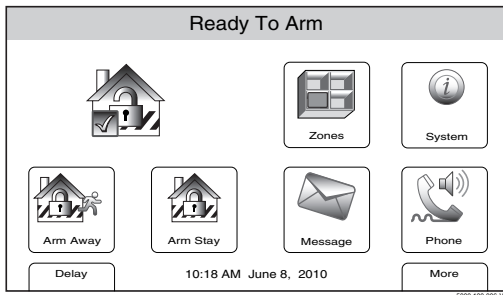 Ready To Arm
Zones
System
Arm Away
Arm Stay
Message
Phone
Delay
10:18 AM June 8, 2010
More